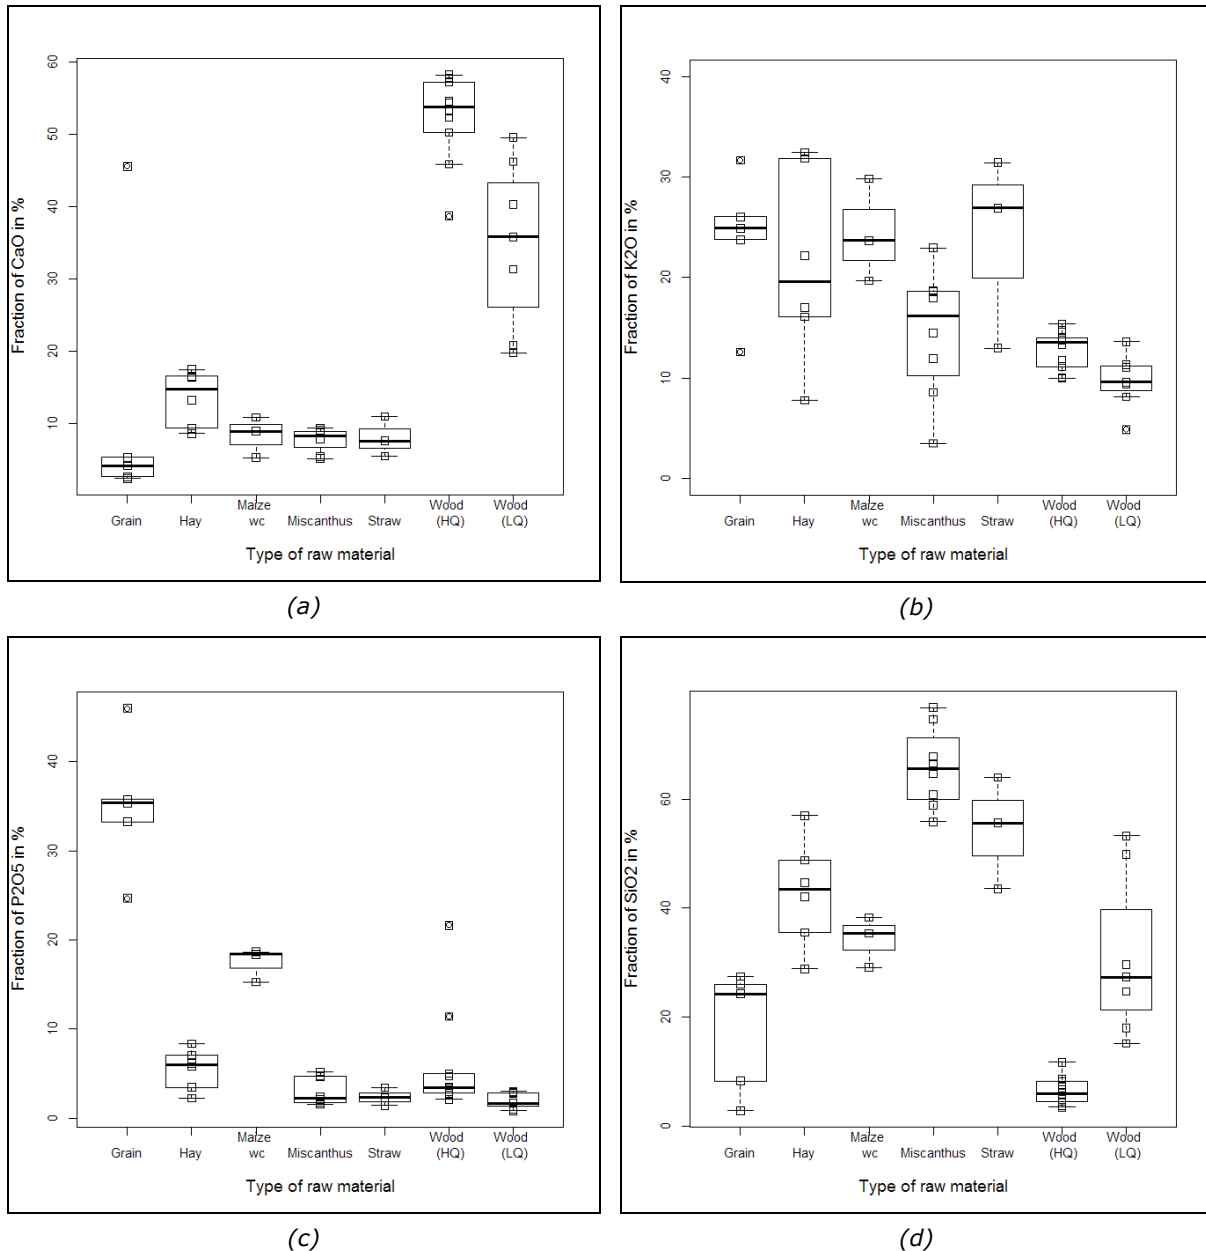 Fraction of CaO in %
60
50
40
30
20
10
Grain Hay Maize wc Miscanthus Straw Wood (HQ) Wood (LQ)
Type of raw material
(a)
Fraction of K2O in %
40
30
20
10
0
Grain Hay Maize wc Miscanthus Straw Wood (HQ) Wood (LQ)
Type of raw material
(b)
Fraction of P2O5 in %
40
30
20
10
0
Grain Hay Maize wc Miscanthus Straw Wood (HQ) Wood (LQ)
Type of raw material
(c)
Fraction of SiO2 in %
60
40
20
0
Grain Hay Maize wc Miscanthus Straw Wood (HQ) Wood (LQ)
Type of raw material
(d)